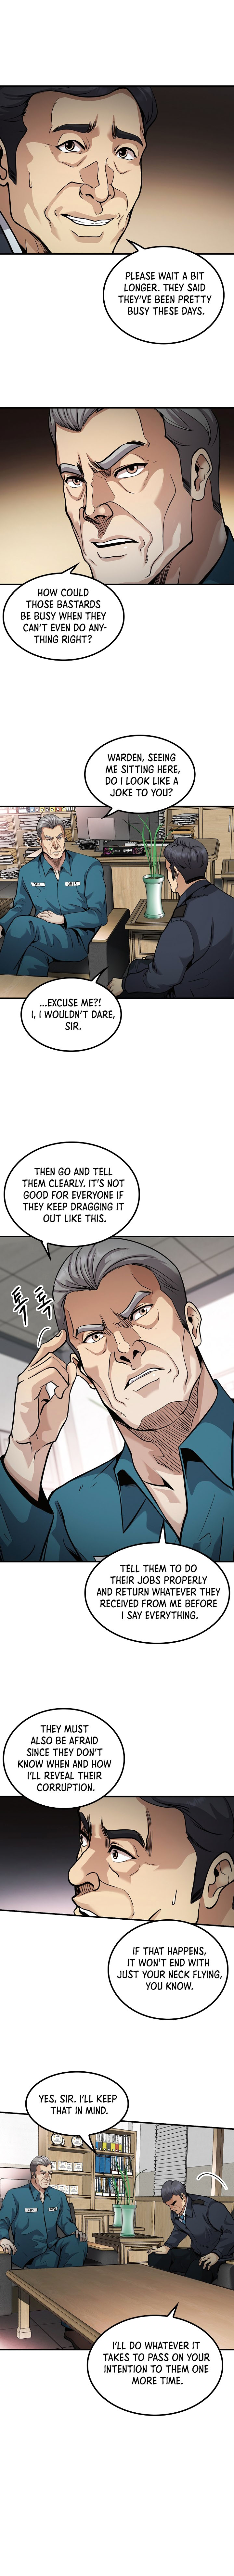 PLEASE WAIT A BIT
LONGER. THEY SAID
THEY'VE BEEN PRETTY
BUSY THESE DAYS.
HOW COULD
THOSE BASTARDS
BE BUSY WHEN THEY
CAN'T EVEN DO ANY-
THING RIGHT?
WARDEN, SEEING
ME SITTING HERE,
DO I LOOK LIKE A
JOKE TO YOU?
...EXCUSE ME?!
I, I WOULDN'T DARE,
SIR.
THEN GO AND TELL
THEM CLEARLY. IT'S NOT
GOOD FOR EVERYONE IF
THEY KEEP DRAGGING IT
OUT LIKE THIS.
툭 툭
TELL THEM TO DO
THEIR JOBS PROPERLY
AND RETURN WHATEVER THEY
RECEIVED FROM ME BEFORE
I SAY EVERYTHING.
THEY MUST
ALSO BE AFRAID
SINCE THEY DON'T
KNOW WHEN AND HOW
I'LL REVEAL THEIR
CORRUPTION.
IF THAT HAPPENS,
IT WON'T END WITH
JUST YOUR NECK FLYING,
YOU KNOW.
YES, SIR. I'LL KEEP
THAT IN MIND.
I'LL DO WHATEVER IT
TAKES TO PASS ON YOUR
INTENTION TO THEM ONE
MORE TIME.